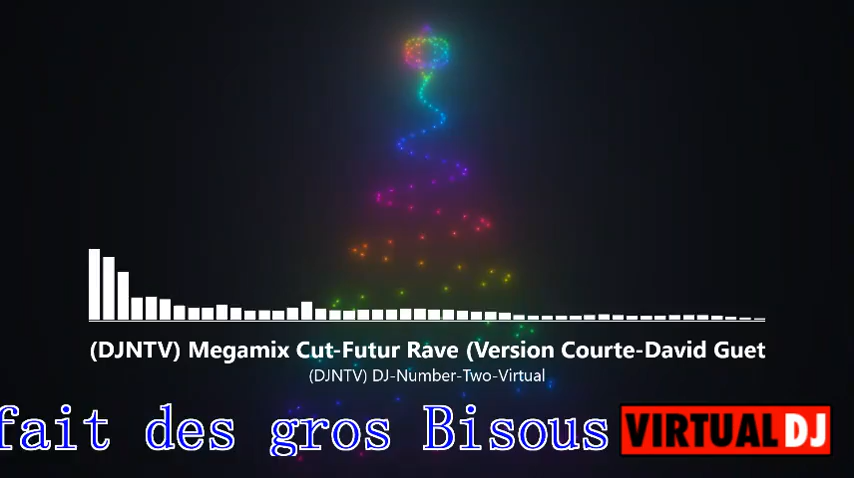 (DJNTV) Megamix Cut-Futur Rave (Version Courte-David Guet
(DJNTV) DJ-Number-Two-Virtual
fait des gros Bisous
VIRTUAL DJ